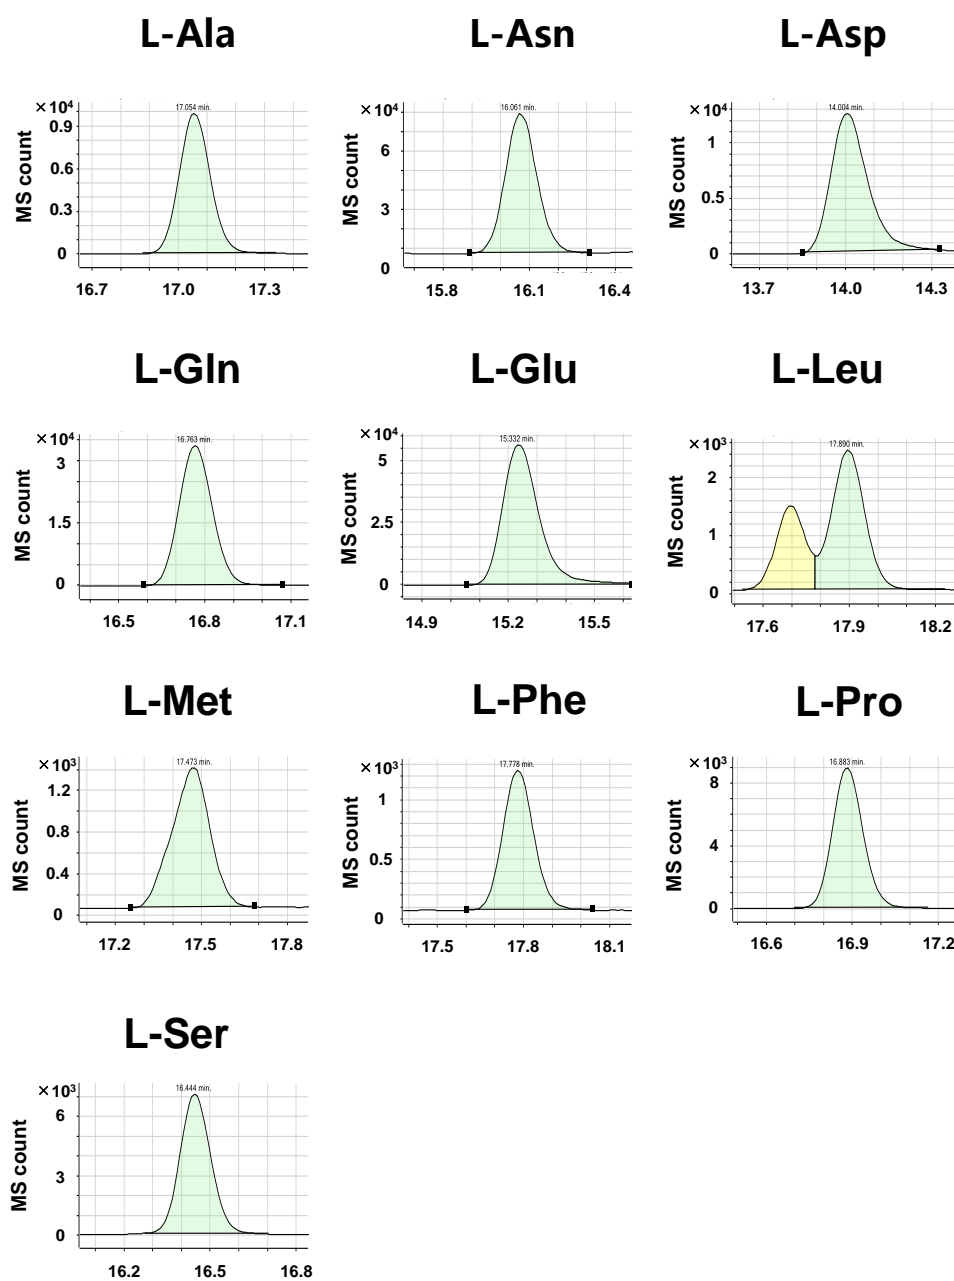 L-Ala
×10⁴
17.054 min.
0.9
0.6
0.3
0
MS count
16.7 17.0 17.3
L-Asn
×10⁴
16.061 min.
6
3
0
MS count
15.8 16.1 16.4
L-Asp
×10⁴
14.004 min.
1
0.5
0
MS count
13.7 14.0 14.3
L-Gln
×10⁴
16.763 min.
3
1.5
0
MS count
16.5 16.8 17.1
L-Glu
×10⁴
15.332 min.
5
2.5
0
MS count
14.9 15.2 15.5
L-Leu
×10³
17.890 min.
2
1
0
MS count
17.6 17.9 18.2
L-Met
×10³
17.473 min.
1.2
0.8
0.4
0
MS count
17.2 17.5 17.8
L-Phe
×10³
17.778 min.
1
0.5
0
MS count
17.5 17.8 18.1
L-Pro
×10³
16.883 min.
8
4
0
MS count
16.6 16.9 17.2
L-Ser
×10³
16.444 min.
6
3
0
MS count
16.2 16.5 16.8